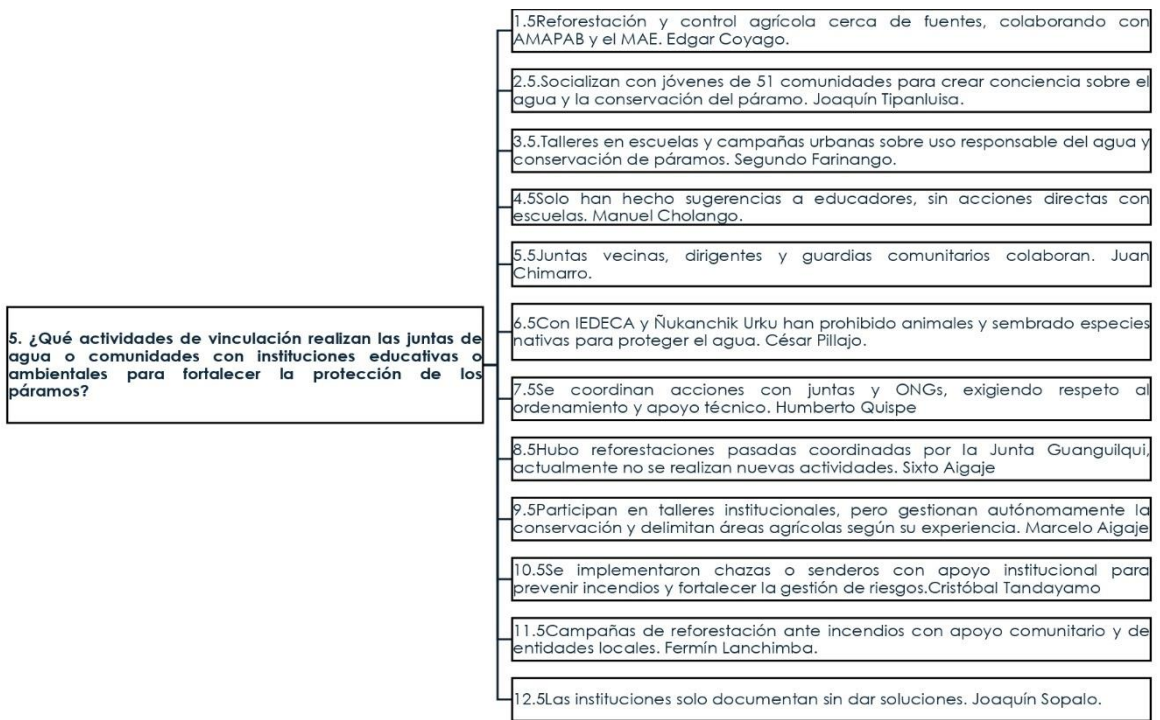 1.5Reforestación y control agrícola cerca de fuentes, colaborando con
AMAPAB y el MAE. Edgar Coyago.
2.5.Socializan con jóvenes de 51 comunidades para crear conciencia sobre el
agua y la conservación del páramo. Joaquín Tipanluisa.
3.5.Talleres en escuelas y campañas urbanas sobre uso responsable del agua y
conservación de páramos. Segundo Farinango.
4.5Solo han hecho sugerencias a educadores, sin acciones directas con
escuelas. Manuel Cholango.
5.5Juntas vecinas, dirigentes y guardias comunitarios colaboran. Juan
Chimarro.
5. ¿Qué actividades de vinculación realizan las juntas de
agua o comunidades con instituciones educativas o
ambientales para fortalecer la protección de los
páramos?
6.5Con IEDECA y Ñukanchik Urku han prohibido animales y sembrado especies
nativas para proteger el agua. César Pillajo.
7.5Se coordinan acciones con juntas y ONGs, exigiendo respeto al
ordenamiento y apoyo técnico. Humberto Quispe
8.5Hubo reforestaciones pasadas coordinadas por la Junta Guanguilqui,
actualmente no se realizan nuevas actividades. Sixto Aigaje
9.5Participan en talleres institucionales, pero gestionan autónomamente la
conservación y delimitan áreas agrícolas según su experiencia. Marcelo Aigaje
10.5Se implementaron chazas o senderos con apoyo institucional para
prevenir incendios y fortalecer la gestión de riesgos.Cristóbal Tandayamo
11.5Campañas de reforestación ante incendios con apoyo comunitario y de
entidades locales. Fermín Lanchimba.
12.5Las instituciones solo documentan sin dar soluciones. Joaquín Sopalo.